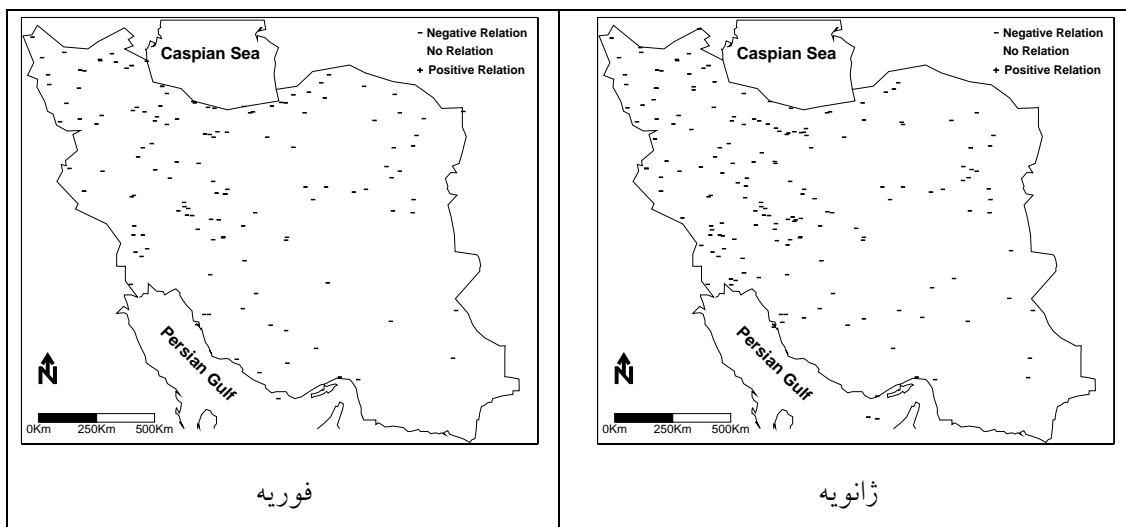 Caspian Sea
- Negative Relation
No Relation
+ Positive Relation
Persian Gulf
N
0Km 250Km 500Km
فوریه
Caspian Sea
- Negative Relation
No Relation
+ Positive Relation
Persian Gulf
N
0Km 250Km 500Km
ژانویه